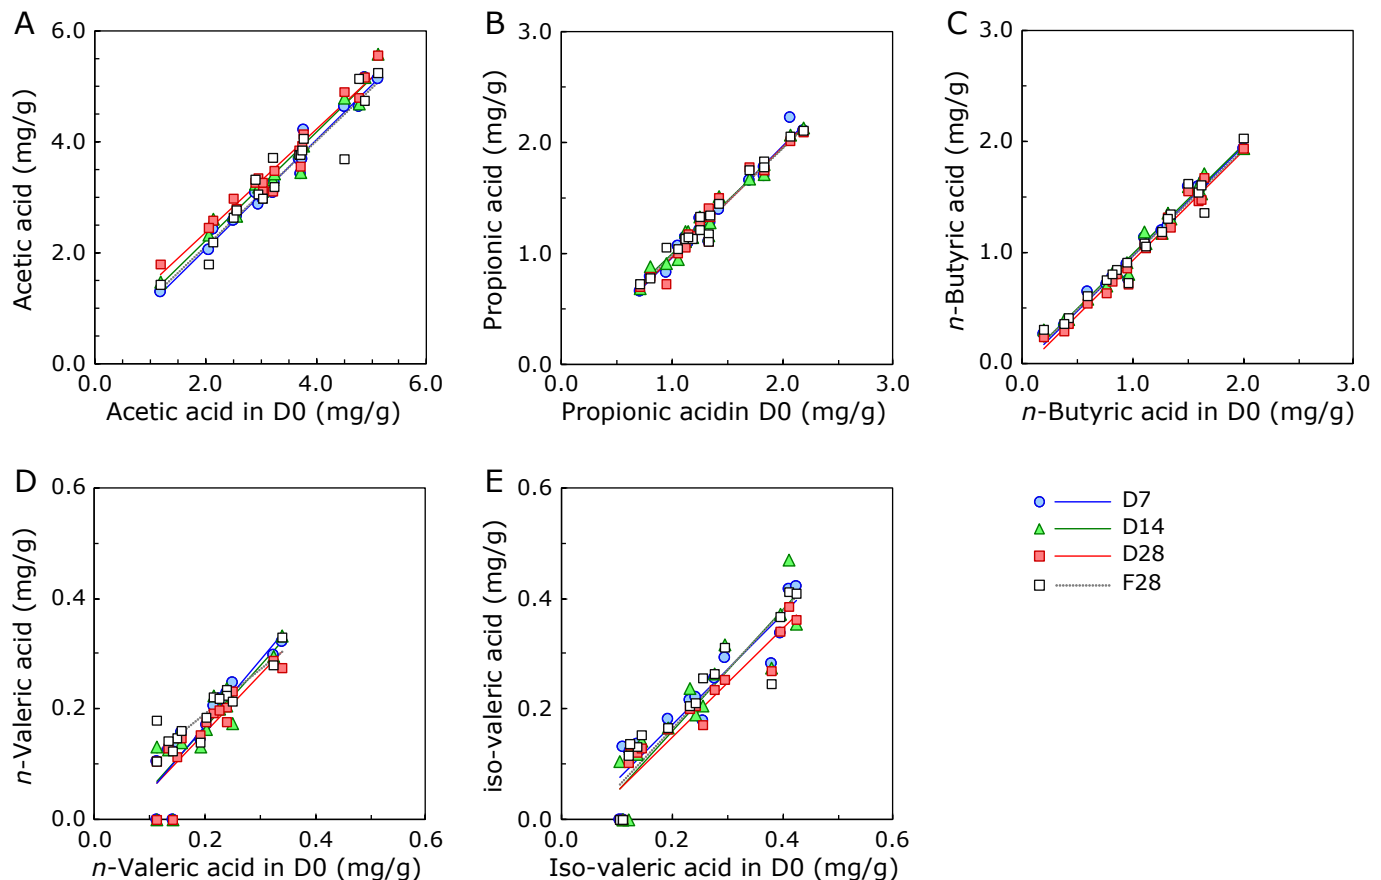 A
6.0
4.0
2.0
0.0
Acetic acid (mg/g)
0.0 2.0 4.0 6.0
Acetic acid in D0 (mg/g)
B
3.0
2.0
1.0
0.0
Propionic acid (mg/g)
0.0 1.0 2.0 3.0
Propionic acidin D0 (mg/g)
C
3.0
2.0
1.0
0.0
n-Butyric acid (mg/g)
0.0 1.0 2.0 3.0
n-Butyric acid in D0 (mg/g)
D
0.6
0.4
0.2
0.0
n-Valeric acid (mg/g)
0.0 0.2 0.4 0.6
n-Valeric acid in D0 (mg/g)
E
0.6
0.4
0.2
0.0
iso-valeric acid (mg/g)
0.0 0.2 0.4 0.6
Iso-valeric acid in D0 (mg/g)
D7
D14
D28
F28